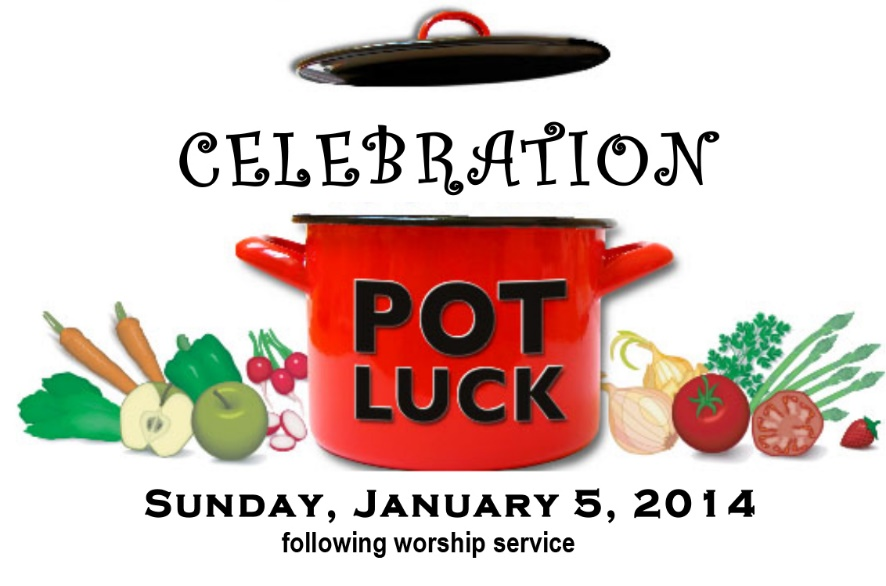 CELEBRATION
POT
LUCK
SUNDAY, JANUARY 5, 2014
following worship service